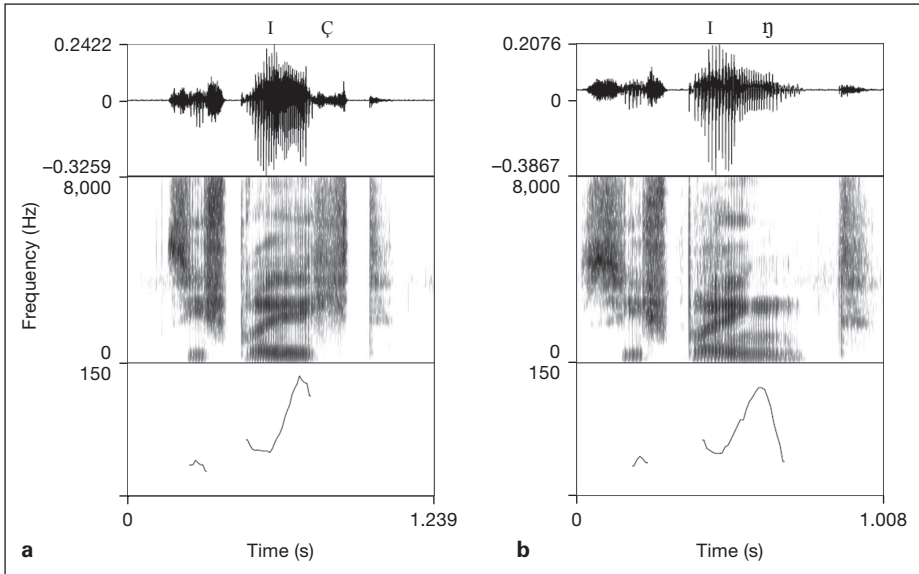 I Ç
0.2422
0
−0.3259
8,000
Frequency (Hz)
0
150
0 1.239
a Time (s)
I ŋ
0.2076
0
−0.3867
8,000
0
150
0 1.008
b Time (s)